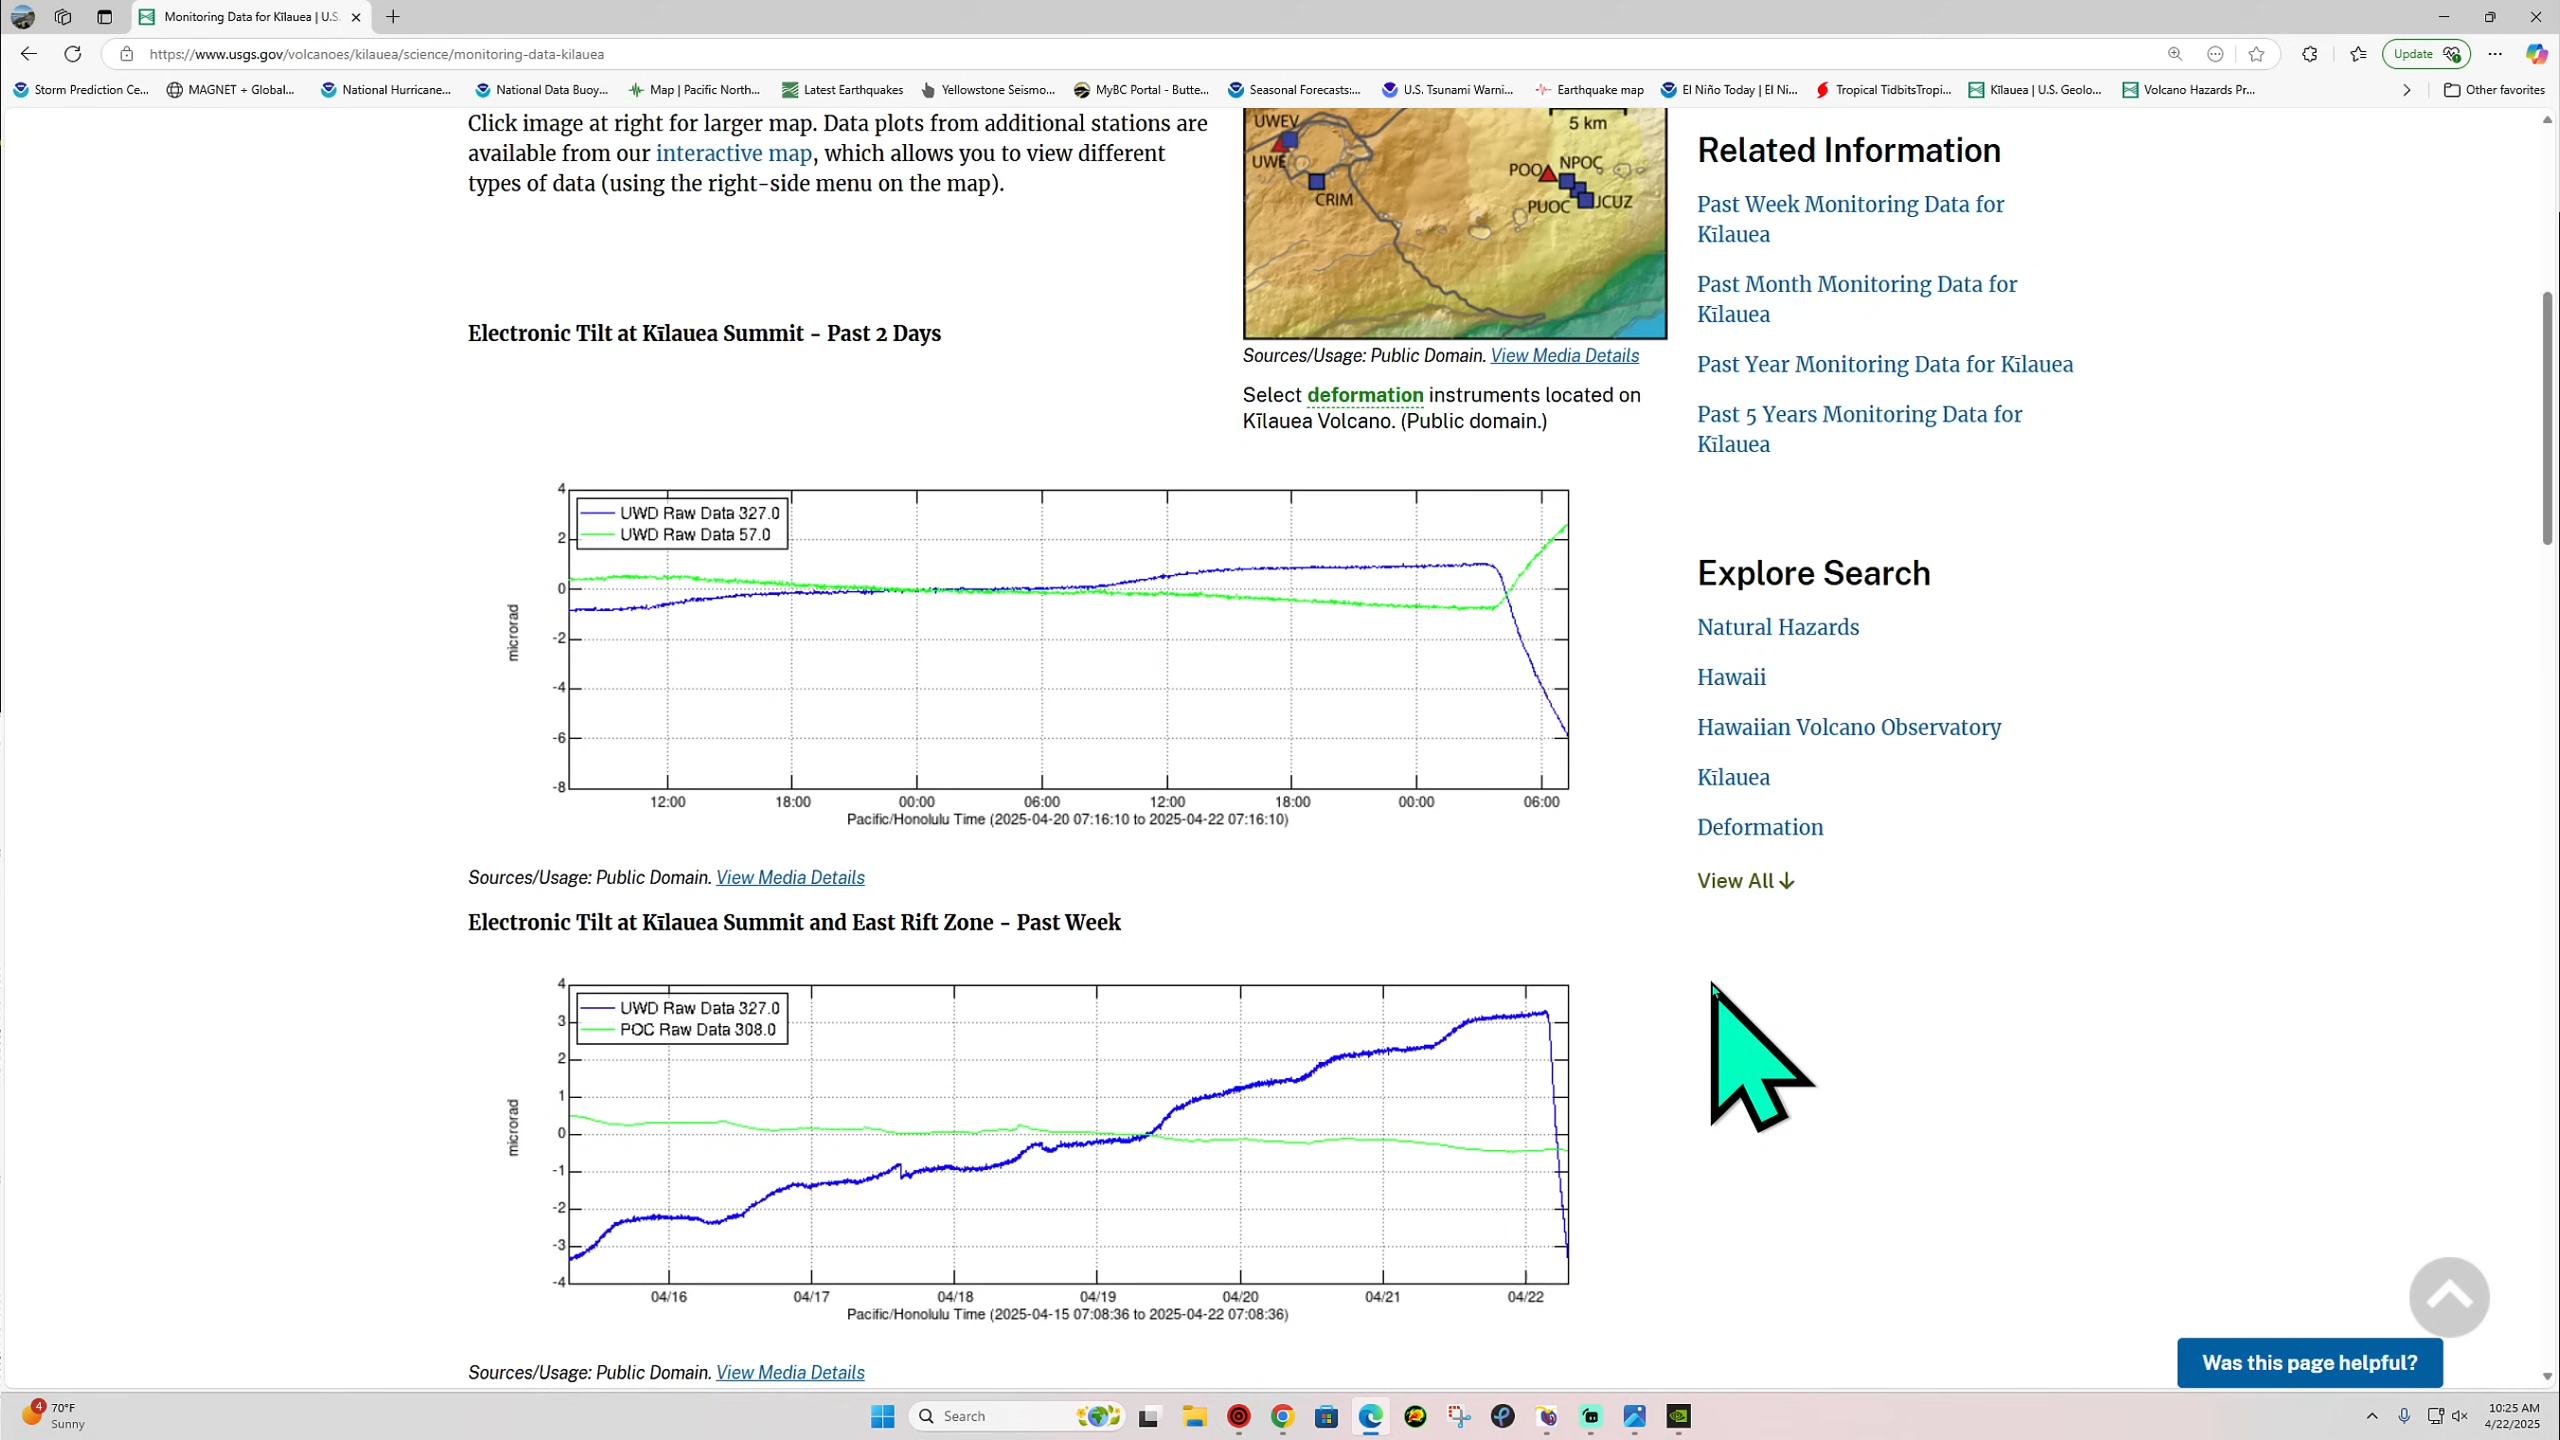 Monitoring Data for Kīlauea | U.S.
https://www.usgs.gov/volcanoes/kilauea/science/monitoring-data-kilauea
Update
Storm Prediction Ce...
MAGNET + Global...
National Hurricane...
National Data Buoy...
Map | Pacific North...
Latest Earthquakes
Yellowstone Seismo...
MyBC Portal - Butte...
Seasonal Forecasts:...
U.S. Tsunami Warni...
Earthquake map
El Niño Today | El Ni...
Tropical TidbitsTropi...
Kīlauea | U.S. Geolo...
Volcano Hazards Pr...
Other favorites
Click image at right for larger map. Data plots from additional stations are
available from our interactive map, which allows you to view different
types of data (using the right-side menu on the map).
UWEV
UWE
CRIM
5 km
POO
NPOC
PUOC
JCUZ
Sources/Usage: Public Domain. View Media Details
Select deformation instruments located on
Kīlauea Volcano. (Public domain.)
Electronic Tilt at Kīlauea Summit - Past 2 Days
UWD Raw Data 327.0
UWD Raw Data 57.0
4
2
0
-2
-4
-6
-8
microrad
12:00 18:00 00:00 06:00 12:00 18:00 00:00 06:00
Pacific/Honolulu Time (2025-04-20 07:16:10 to 2025-04-22 07:16:10)
Sources/Usage: Public Domain. View Media Details
Electronic Tilt at Kīlauea Summit and East Rift Zone - Past Week
UWD Raw Data 327.0
POC Raw Data 308.0
4
3
2
1
0
-1
-2
-3
-4
microrad
04/16 04/17 04/18 04/19 04/20 04/21 04/22
Pacific/Honolulu Time (2025-04-15 07:08:36 to 2025-04-22 07:08:36)
Sources/Usage: Public Domain. View Media Details
Related Information
Past Week Monitoring Data for
Kīlauea
Past Month Monitoring Data for
Kīlauea
Past Year Monitoring Data for Kīlauea
Past 5 Years Monitoring Data for
Kīlauea
Explore Search
Natural Hazards
Hawaii
Hawaiian Volcano Observatory
Kīlauea
Deformation
View All
Was this page helpful?
4
70°F
Sunny
Search
10:25 AM
4/22/2025